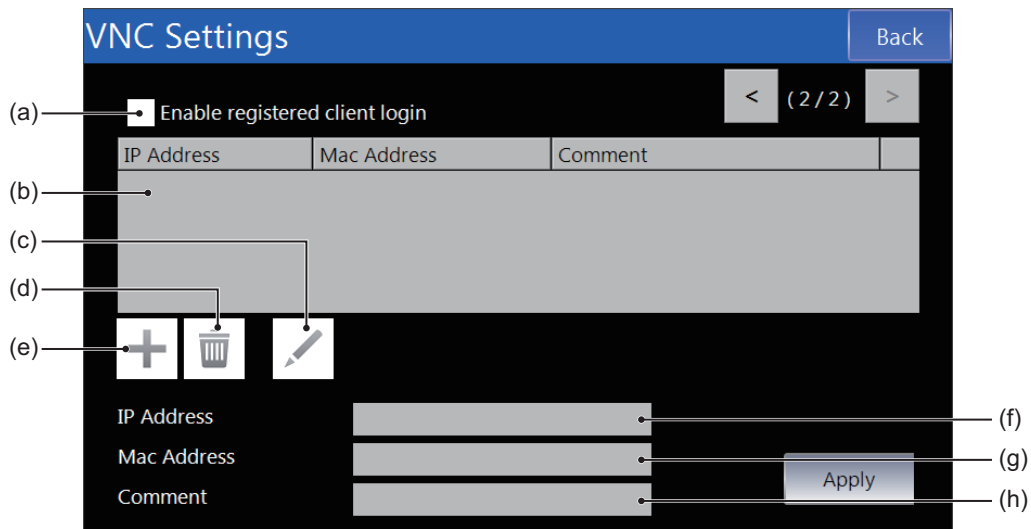 VNC Settings Back
< (2/2) >
(a) Enable registered client login
IP Address Mac Address Comment
(b)
(c)
(d)
(e)
IP Address (f)
Mac Address (g)
Apply
Comment (h)